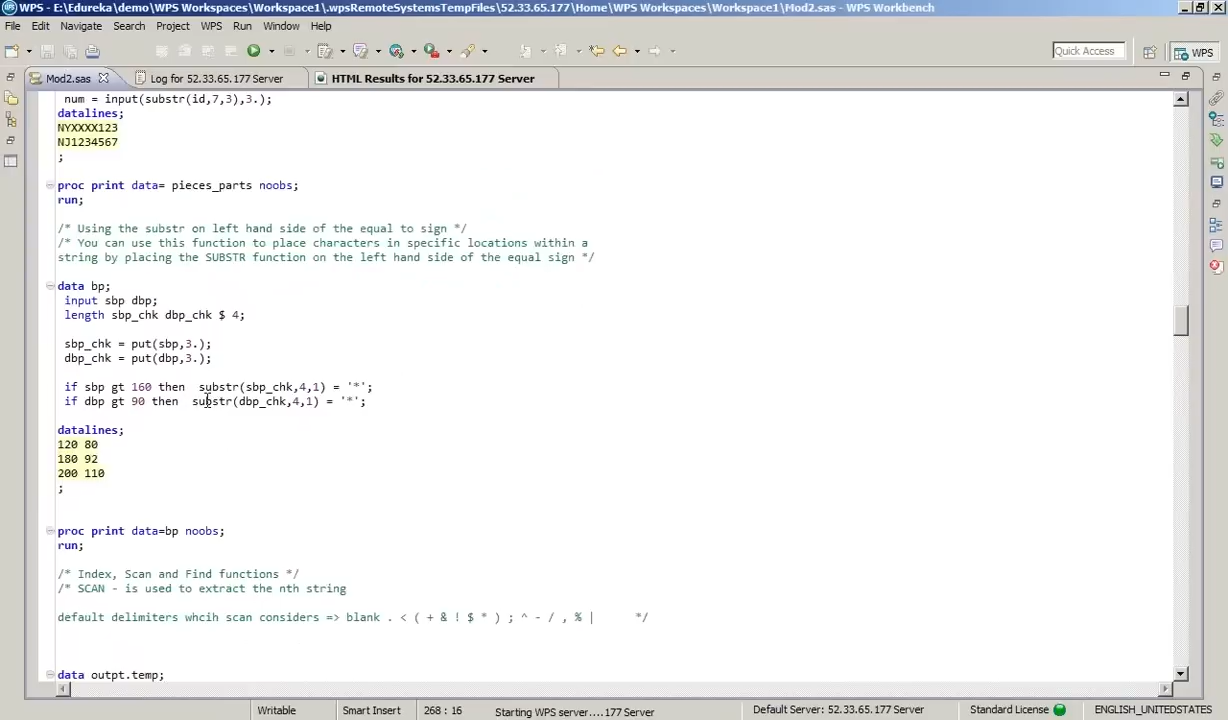 WPS - E:\Edureka\demo\WPS Workspaces\Workspace1\.wpsRemoteSystemsTempFiles\52.33.65.177\Home\WPS Workspaces\Workspace1\Mod2.sas - WPS Workbench
File Edit Navigate Search Project WPS Run Window Help
Quick Access
WPS
Mod2.sas Log for 52.33.65.177 Server HTML Results for 52.33.65.177 Server
num = input(substr(id,7,3),3.);
datalines;
NYXXXX123
NJ1234567
;
proc print data= pieces_parts noobs;
run;
/* Using the substr on left hand side of the equal to sign */
/* You can use this function to place characters in specific locations within a
string by placing the SUBSTR function on the left hand side of the equal sign */
data bp;
input sbp dbp;
length sbp_chk dbp_chk $ 4;
sbp_chk = put(sbp,3.);
dbp_chk = put(dbp,3.);
if sbp gt 160 then  substr(sbp_chk,4,1) = '*';
if dbp gt 90 then  substr(dbp_chk,4,1) = '*';
datalines;
120 80
180 92
200 110
;
proc print data=bp noobs;
run;
/* Index, Scan and Find functions */
/* SCAN - is used to extract the nth string
default delimiters whcih scan considers => blank . < ( + & ! $ * ) ; ^ - / , % |      */
data outpt.temp;
Writable Smart Insert 268 : 16 Starting WPS server....177 Server Default Server: 52.33.65.177 Server Standard License ENGLISH_UNITEDSTATES